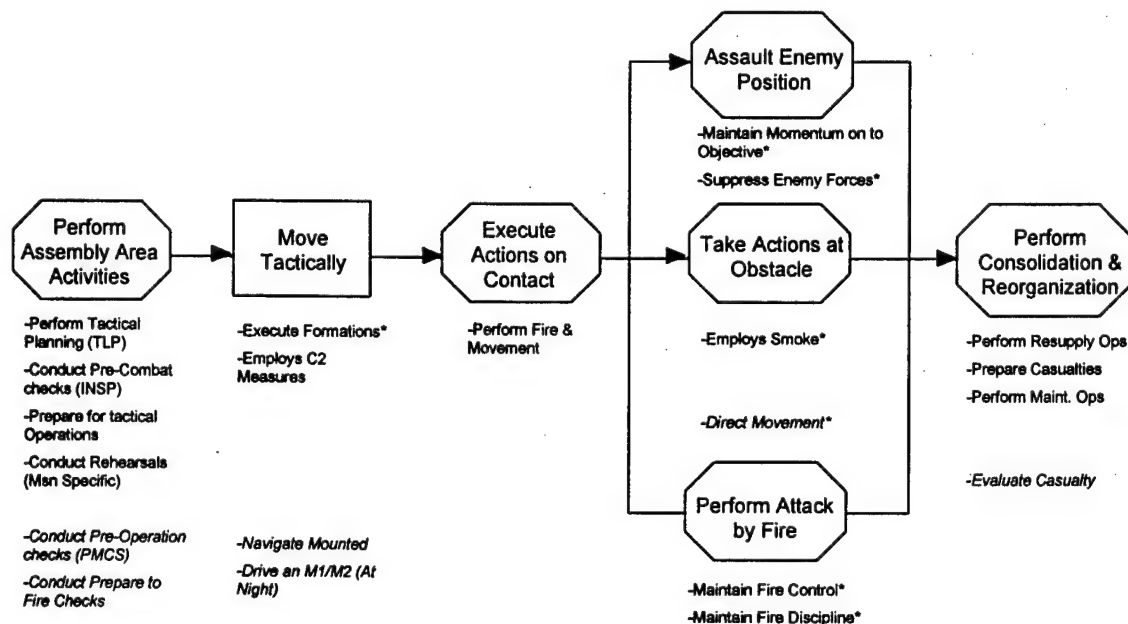 Perform
Assembly Area
Activities
-Perform Tactical
Planning (TLP)
-Conduct Pre-Combat
checks (INSP)
-Prepare for tactical
Operations
-Conduct Rehearsals
(Msn Specific)
-Conduct Pre-Operation
checks (PMCS)
-Conduct Prepare to
Fire Checks
Move
Tactically
-Execute Formations*
-Employs C2
Measures
-Navigate Mounted
-Drive an M1/M2 (At
Night)
Execute
Actions on
Contact
-Perform Fire &
Movement
Assault Enemy
Position
-Maintain Momentum on to
Objective*
-Suppress Enemy Forces*
Take Actions at
Obstacle
-Employs Smoke*
-Direct Movement*
Perform Attack
by Fire
-Maintain Fire Control*
-Maintain Fire Discipline*
Perform
Consolidation &
Reorganization
-Perform Resupply Ops
-Prepare Casualties
-Perform Maint. Ops
-Evaluate Casualty